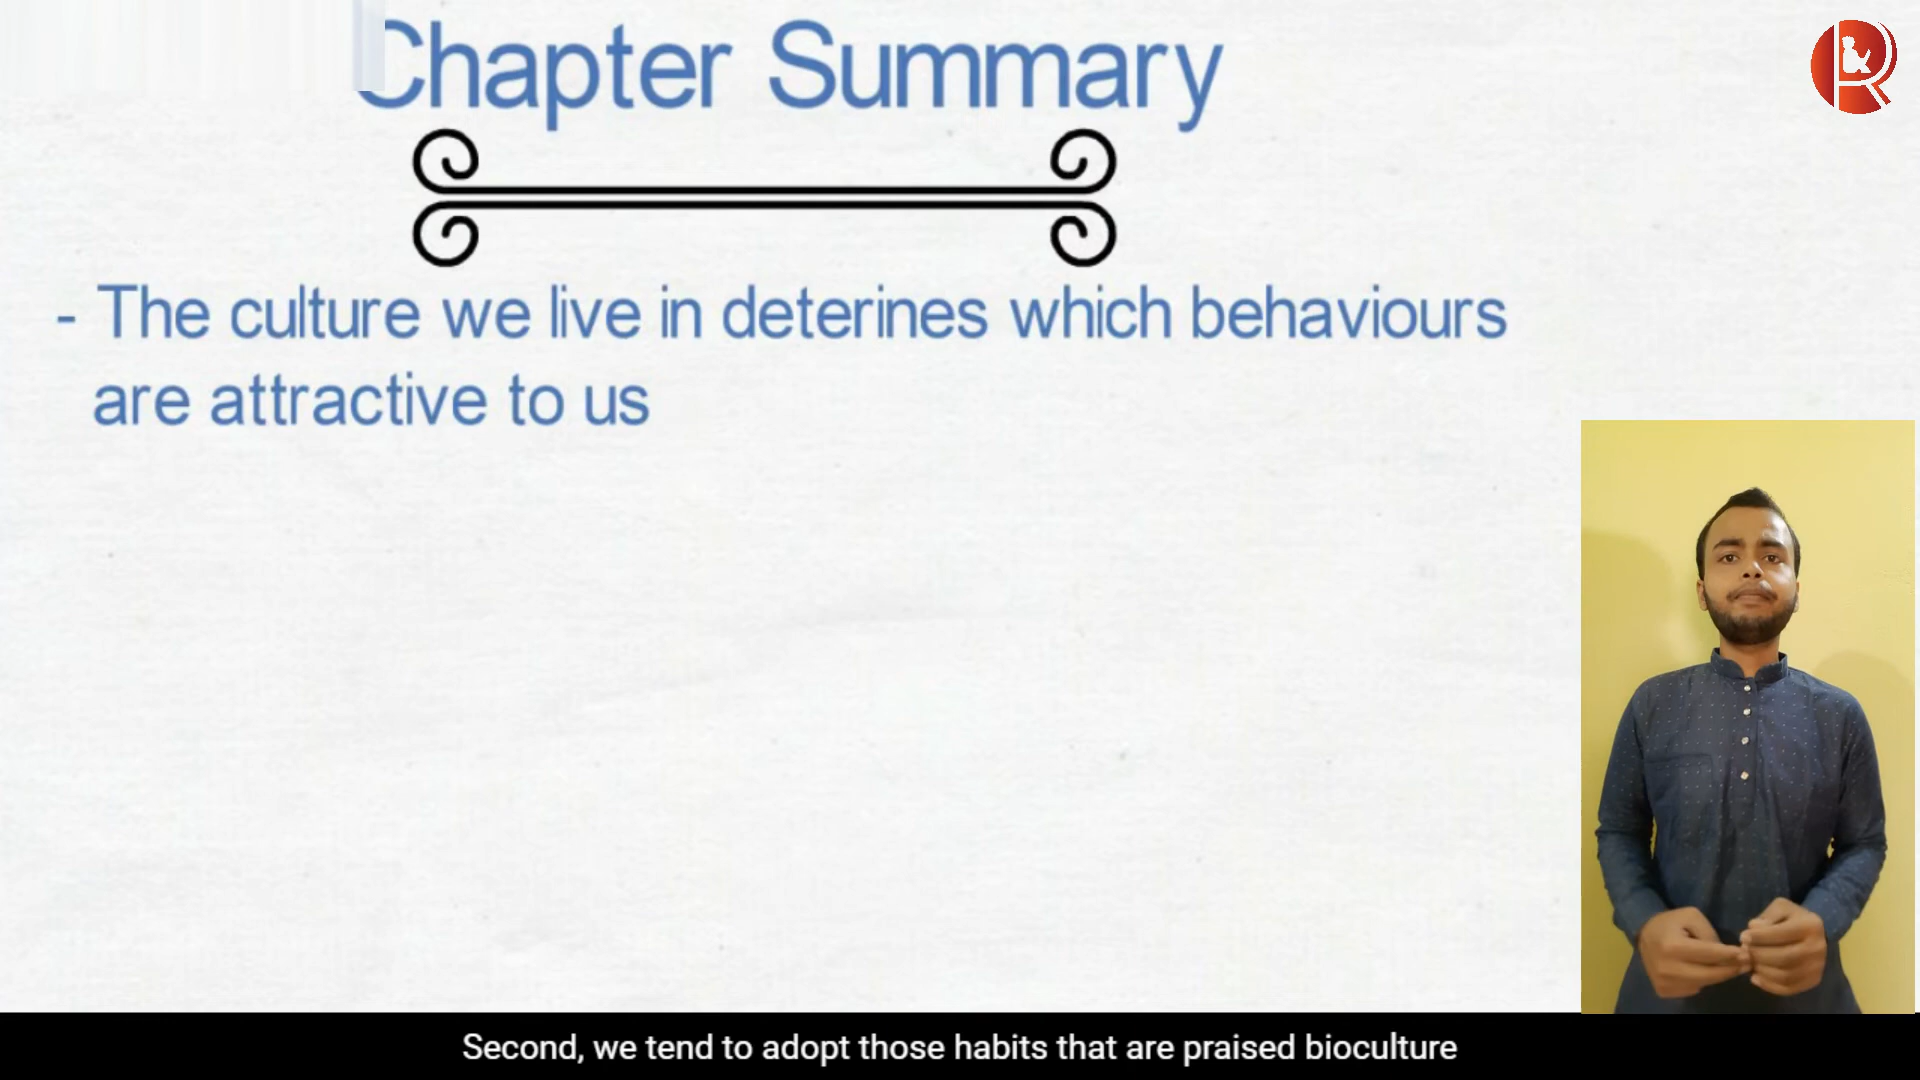 Chapter Summary
- The culture we live in deterines which behaviours
are attractive to us
Second, we tend to adopt those habits that are praised bioculture